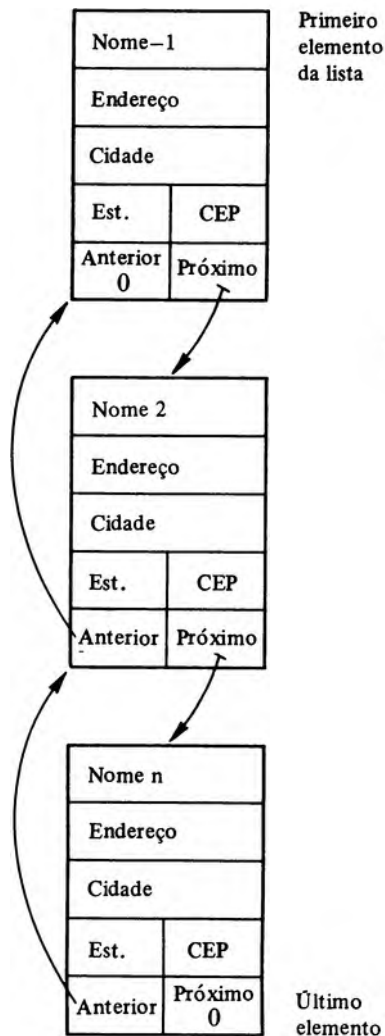 Nome-1
Primeiro
elemento
da lista
Endereço
Cidade
Est. CEP
Anterior Próximo
0
Nome 2
Endereço
Cidade
Est. CEP
Anterior Próximo
Nome n
Endereço
Cidade
Est. CEP
Anterior Próximo
0
Último
elemento